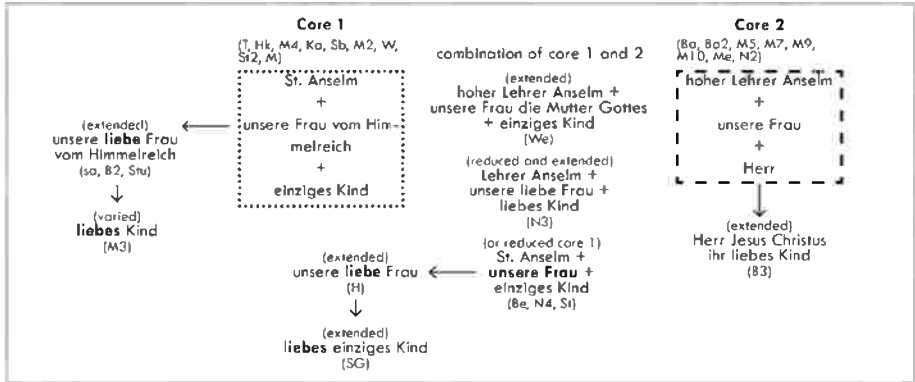 Core 1
(T, Hk, M4, Ka, Sb, M2, W,
St2, M)
St. Anselm
+
unsere Frau vom Him-
melreich
+
einziges Kind
(extended)
unsere liebe Frau
vom Himmelreich
(sa, B2, Stu)
(varied)
liebes Kind
(M3)
combination of core 1 and 2
(extended)
hoher Lehrer Anselm +
unsere Frau die Mutter Gottes
+ einziges Kind
(We)
(reduced and extended)
Lehrer Anselm +
unsere liebe Frau +
liebes Kind
(N3)
(or reduced core 1)
St. Anselm +
unsere Frau +
einziges Kind
(Be, N4, St)
(extended)
unsere liebe Frau
(H)
(extended)
liebes einziges Kind
(SG)
Core 2
(Ba, Ba2, M5, M7, M9,
M10, Me, N2)
hoher Lehrer Anselm
+
unsere Frau
+
Herr
(extended)
Herr Jesus Christus
ihr liebes Kind
(B3)